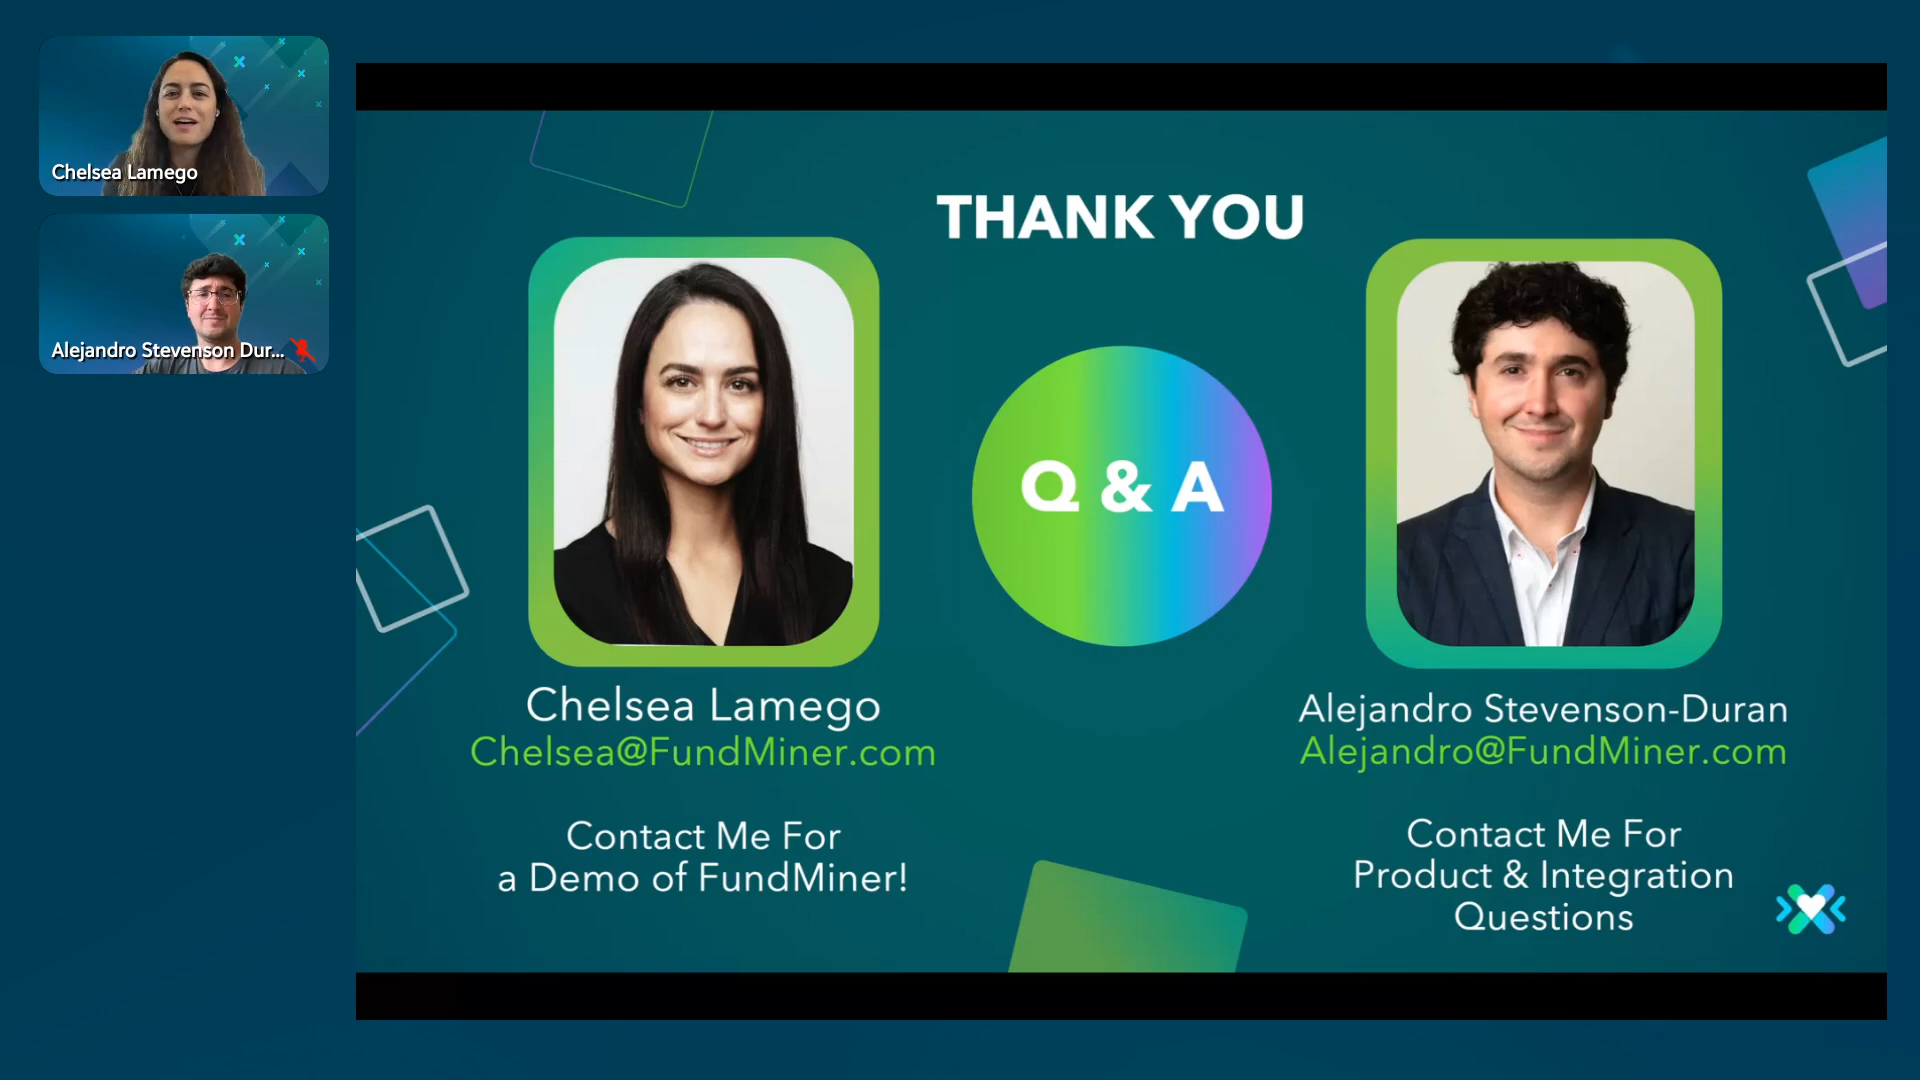 Chelsea Lamego
Alejandro Stevenson Dur...
THANK YOU
Q & A
Chelsea Lamego
Chelsea@FundMiner.com
Contact Me For
a Demo of FundMiner!
Alejandro Stevenson-Duran
Alejandro@FundMiner.com
Contact Me For
Product & Integration
Questions